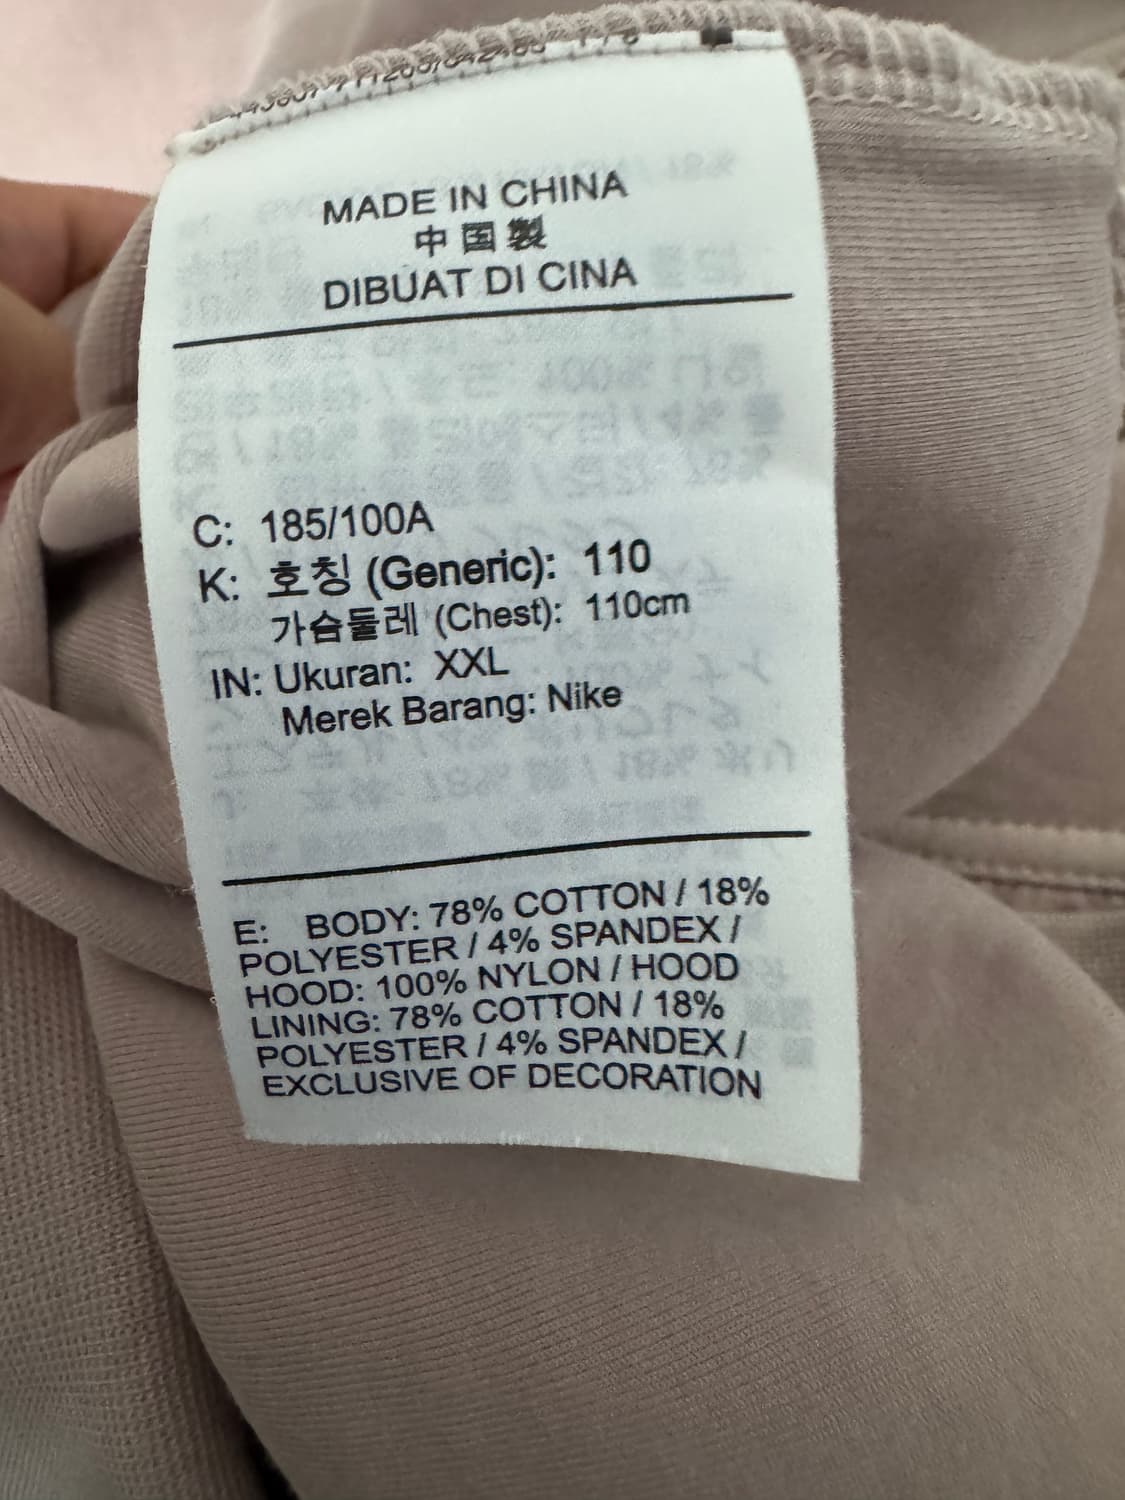 MADE IN CHINA
中国製
DIBUAT DI CINA
C: 185/100A
K: 호칭 (Generic): 110
가슴둘레 (Chest): 110cm
IN: Ukuran: XXL
Merek Barang: Nike
E: BODY: 78% COTTON / 18%
POLYESTER / 4% SPANDEX /
HOOD: 100% NYLON / HOOD
LINING: 78% COTTON / 18%
POLYESTER / 4% SPANDEX /
EXCLUSIVE OF DECORATION